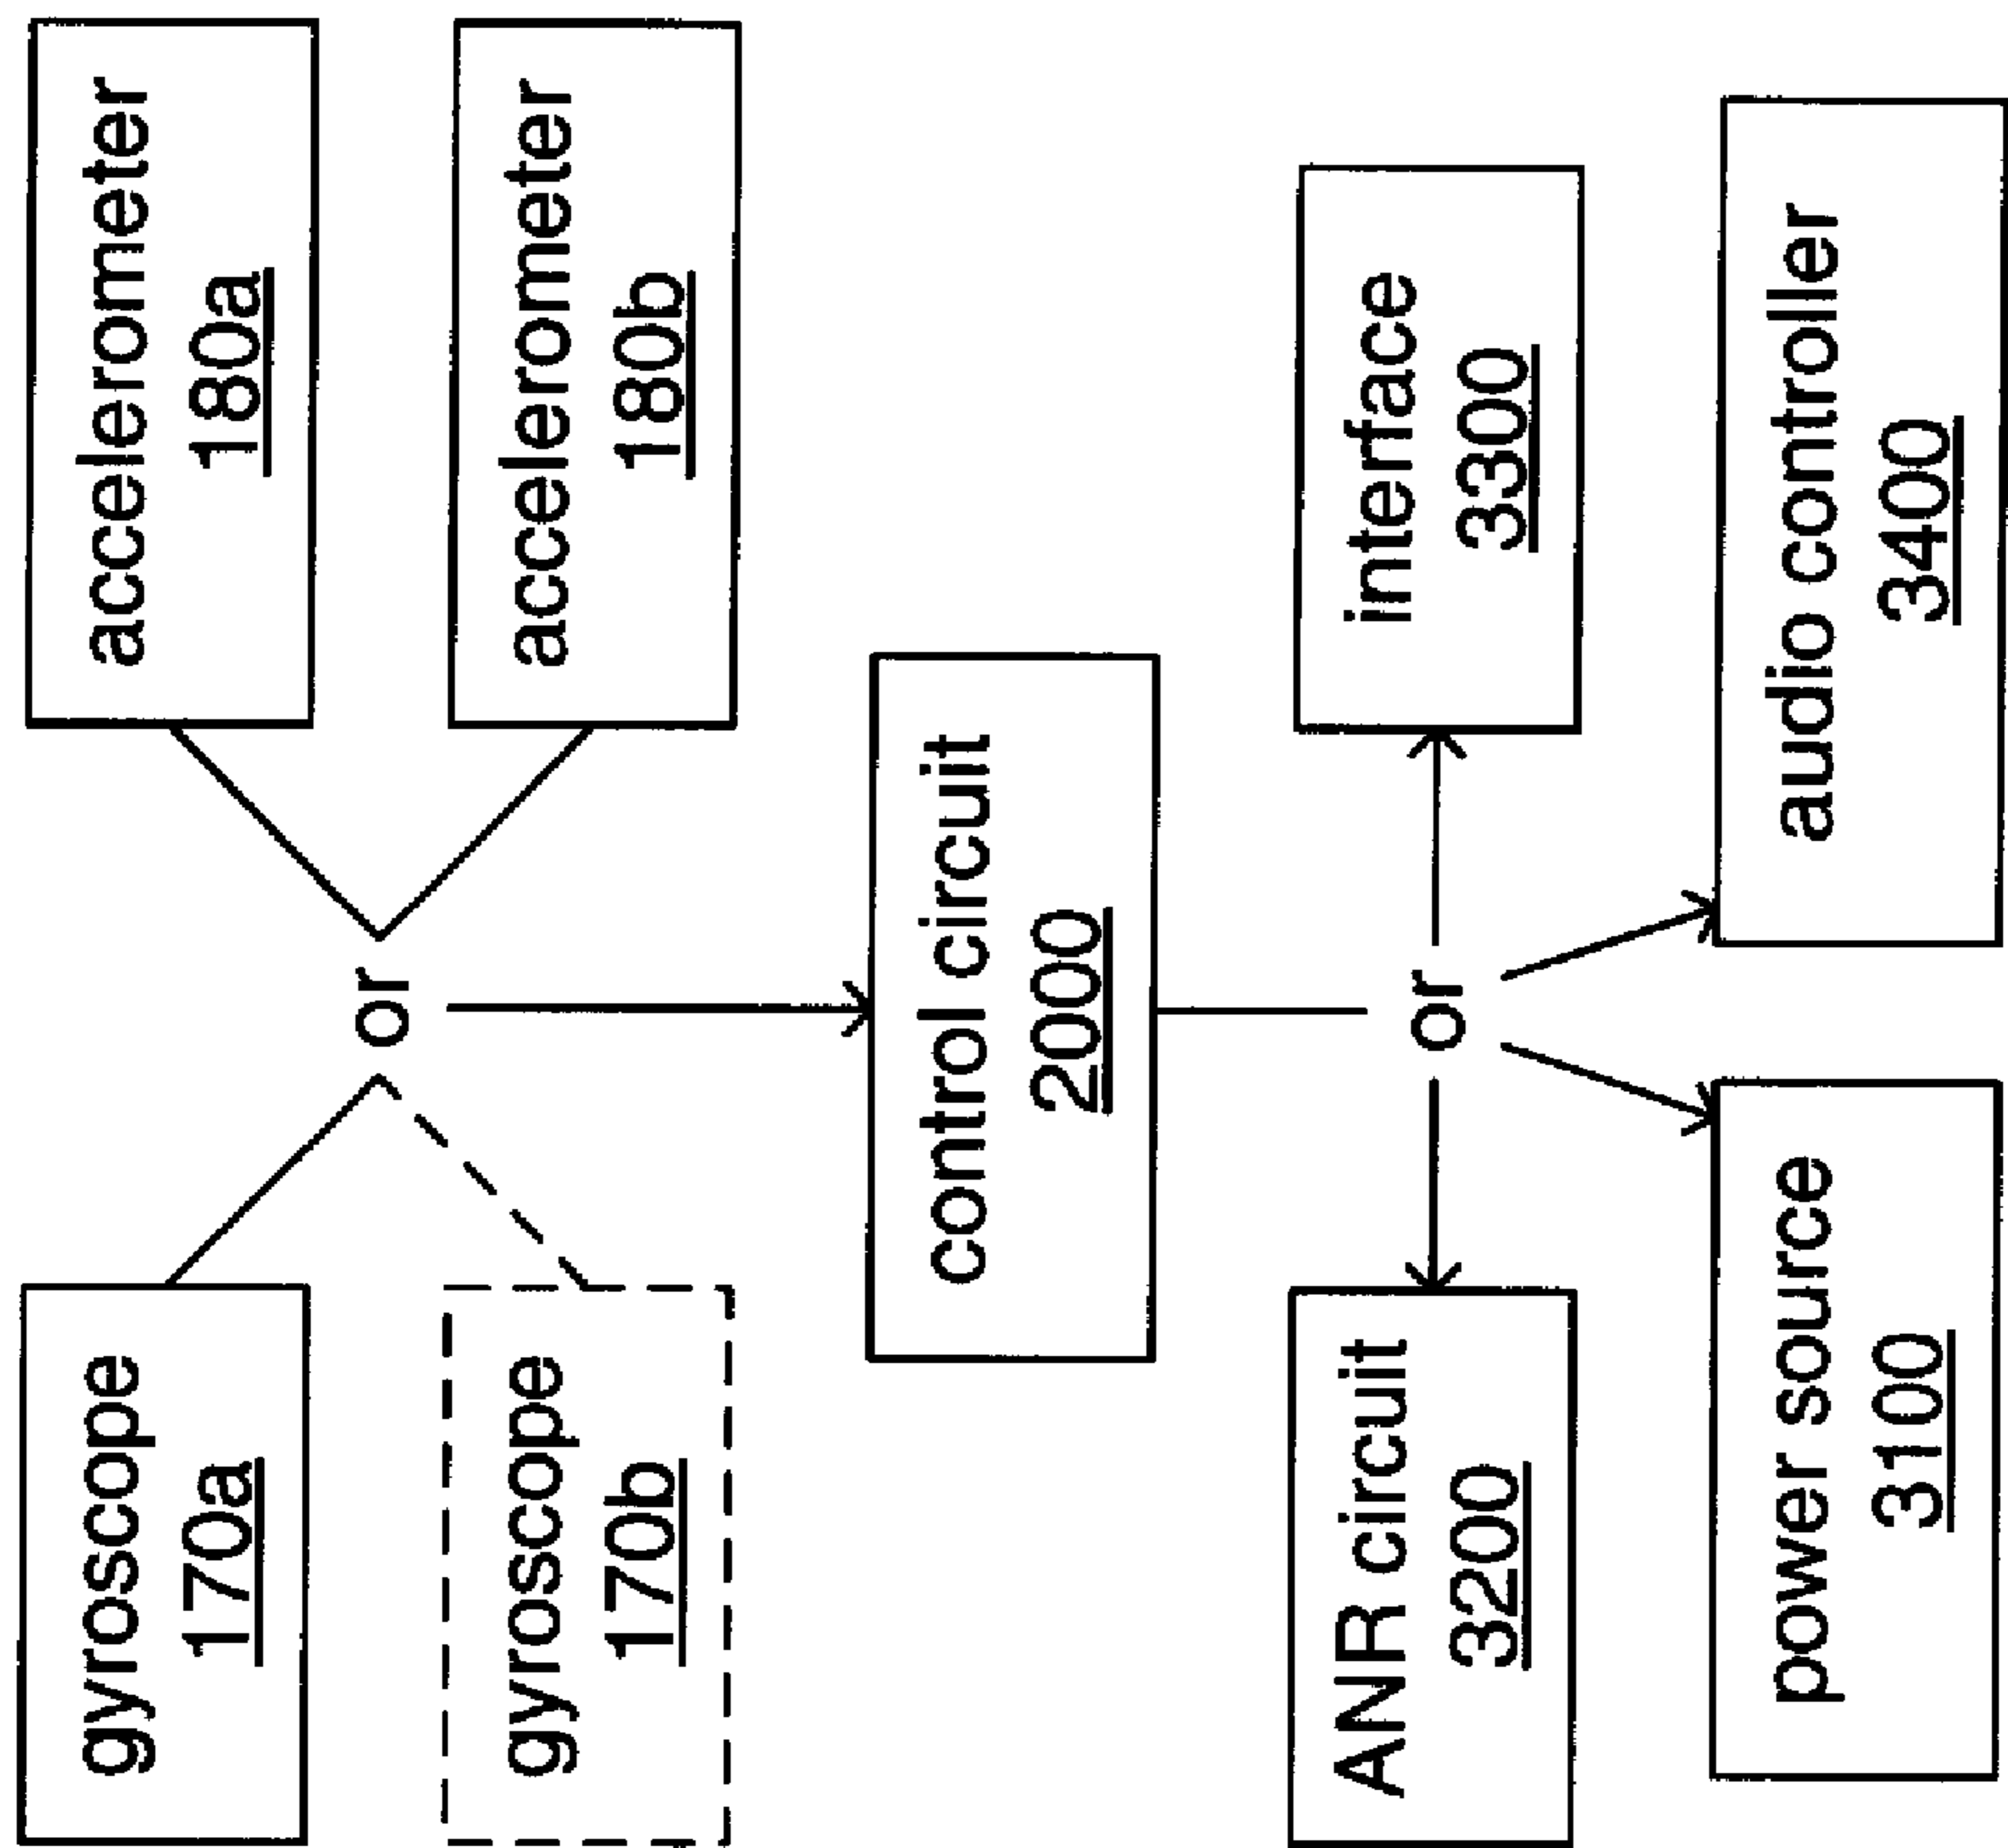 gyroscope
170a
accelerometer
180a
gyroscope
170b
or
accelerometer
180b
control circuit
2000
ANR circuit
3200
or
interface
3300
power source
3100
audio controller
3400